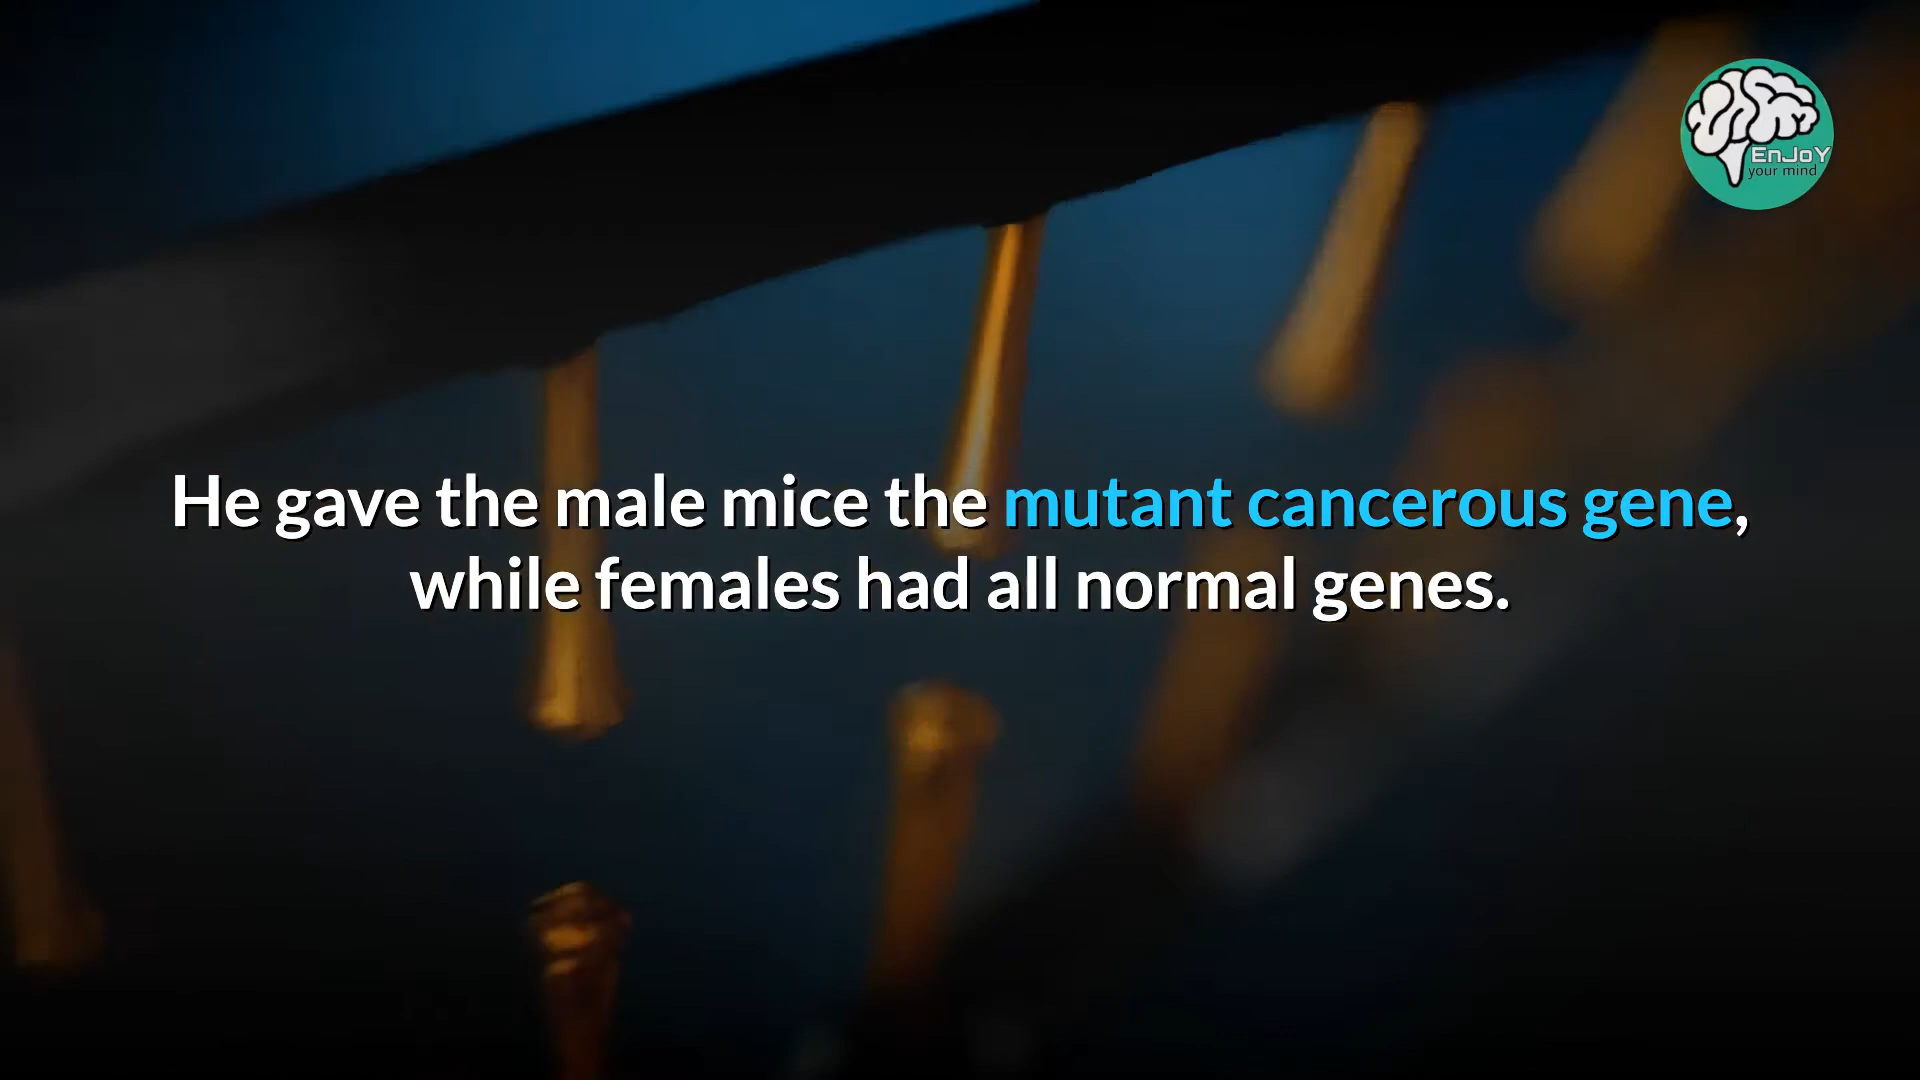 EnJoY
your mind
He gave the male mice the mutant cancerous gene,
while females had all normal genes.